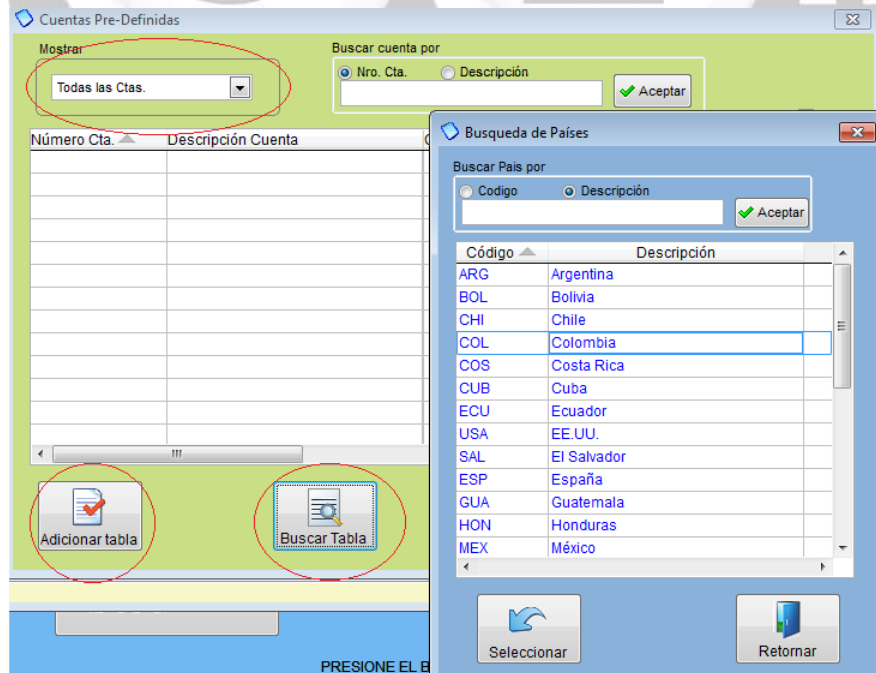 Cuentas Pre-Definidas
Mostrar
Todas las Ctas.
Buscar cuenta por
Nro. Cta. Descripción
Aceptar
Número Cta. Descripción Cuenta
Adicionar tabla
Buscar Tabla
Busqueda de Países
Buscar Pais por
Codigo Descripción
Aceptar
Código Descripción
ARG Argentina
BOL Bolivia
CHI Chile
COL Colombia
COS Costa Rica
CUB Cuba
ECU Ecuador
USA EE.UU.
SAL El Salvador
ESP España
GUA Guatemala
HON Honduras
MEX México
Seleccionar
Retornar
PRESIONE EL